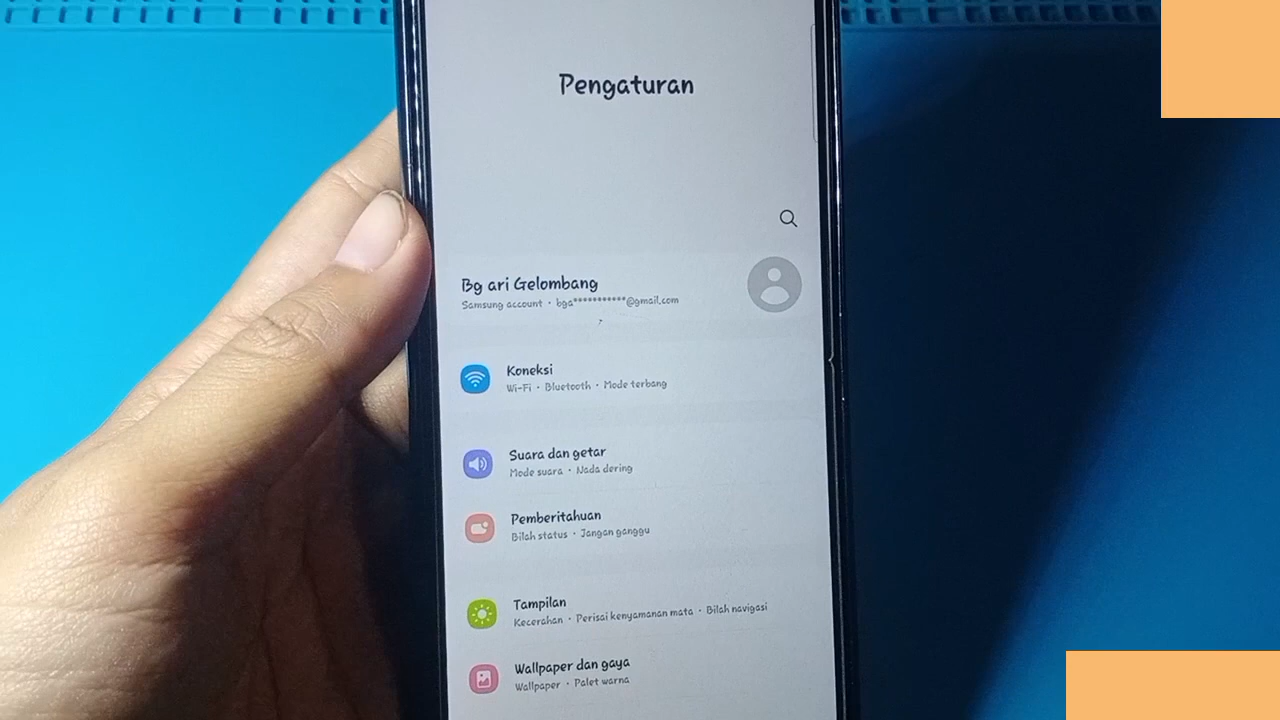 Pengaturan
Bg ari Gelombang
Samsung account • bga***********@gmail.com
Koneksi
Wi-Fi • Bluetooth • Mode terbang
Suara dan getar
Mode suara • Nada dering
Pemberitahuan
Bilah status • Jangan ganggu
Tampilan
Kecerahan • Perisai kenyamanan mata • Bilah navigasi
Wallpaper dan gaya
Wallpaper • Palet warna